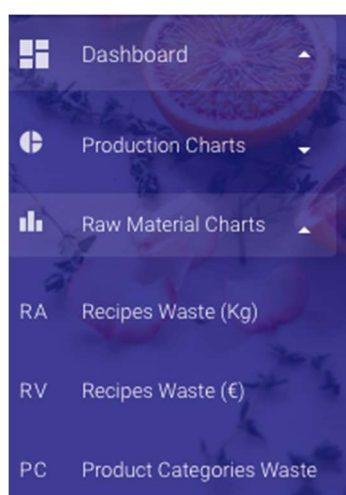 Dashboard
Production Charts
Raw Material Charts
RA Recipes Waste (Kg)
RV Recipes Waste (€)
PC Product Categories Waste